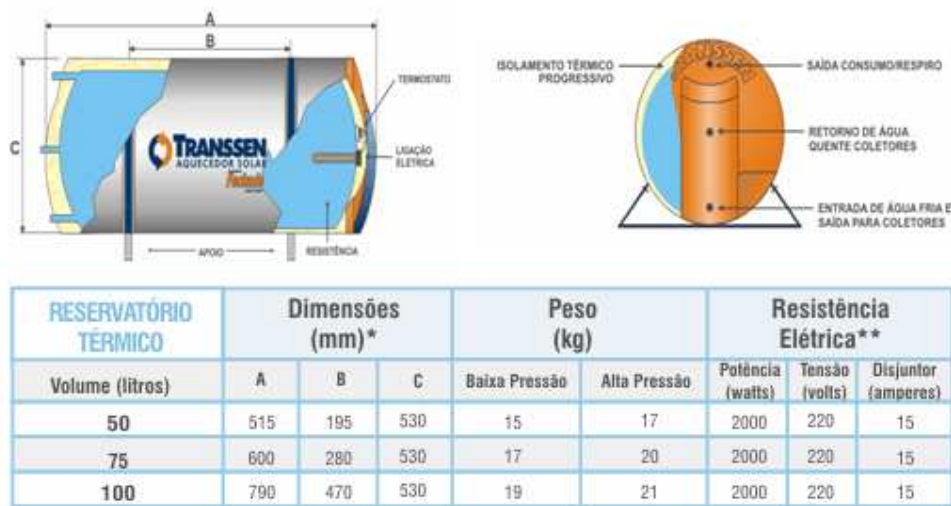 A
B
C
TERMOSTATO
LIGAÇÃO
ELETRICA
TRANSSEN
AQUECEDOR SOLAR
APOIO
RESISTÊNCIA
ISOLAMENTO TÉRMICO
PROGRESSIVO
SAÍDA CONSUMO/RESPIRO
RETORNO DE ÁGUA
QUENTE COLETORES
ENTRADA DE ÁGUA FRIA E
SAÍDA PARA COLETORES
RESERVATÓRIO TÉRMICO Dimensões (mm)* Peso (kg) Resistência Elétrica**
Volume (litros) A B C Baixa Pressão Alta Pressão Potência (watts) Tensão (volts) Disjuntor (amperes)
50 515 195 530 15 17 2000 220 15
75 600 280 530 17 20 2000 220 15
100 790 470 530 19 21 2000 220 15